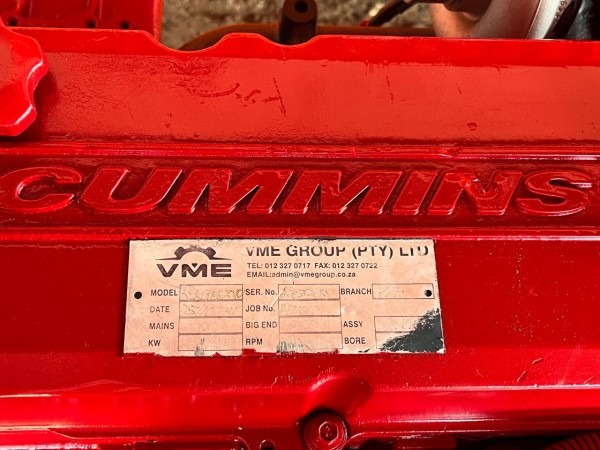 CUMMINS
VME GROUP (PTY) LTD
VME
TEL: 012 327 0717 FAX: 012 327 0722
EMAIL:admin@vmegroup.co.za
MODEL SER. No. BRANCH
DATE JOB No.
MAINS BIG END ASSY
KW RPM BORE